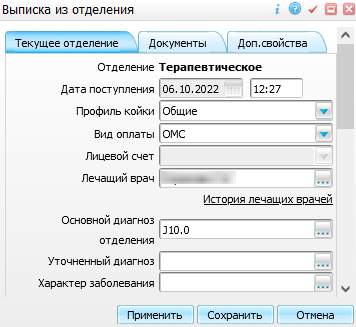 Выписка из отделения
Текущее отделение Документы Доп.свойства
Отделение Терапевтическое
Дата поступления 06.10.2022 12:27
Профиль койки Общие
Вид оплаты ОМС
Лицевой счет
Лечащий врач
История лечащих врачей
Основной диагноз
отделения J10.0
Уточненный диагноз
Характер заболевания
Применить Сохранить Отмена